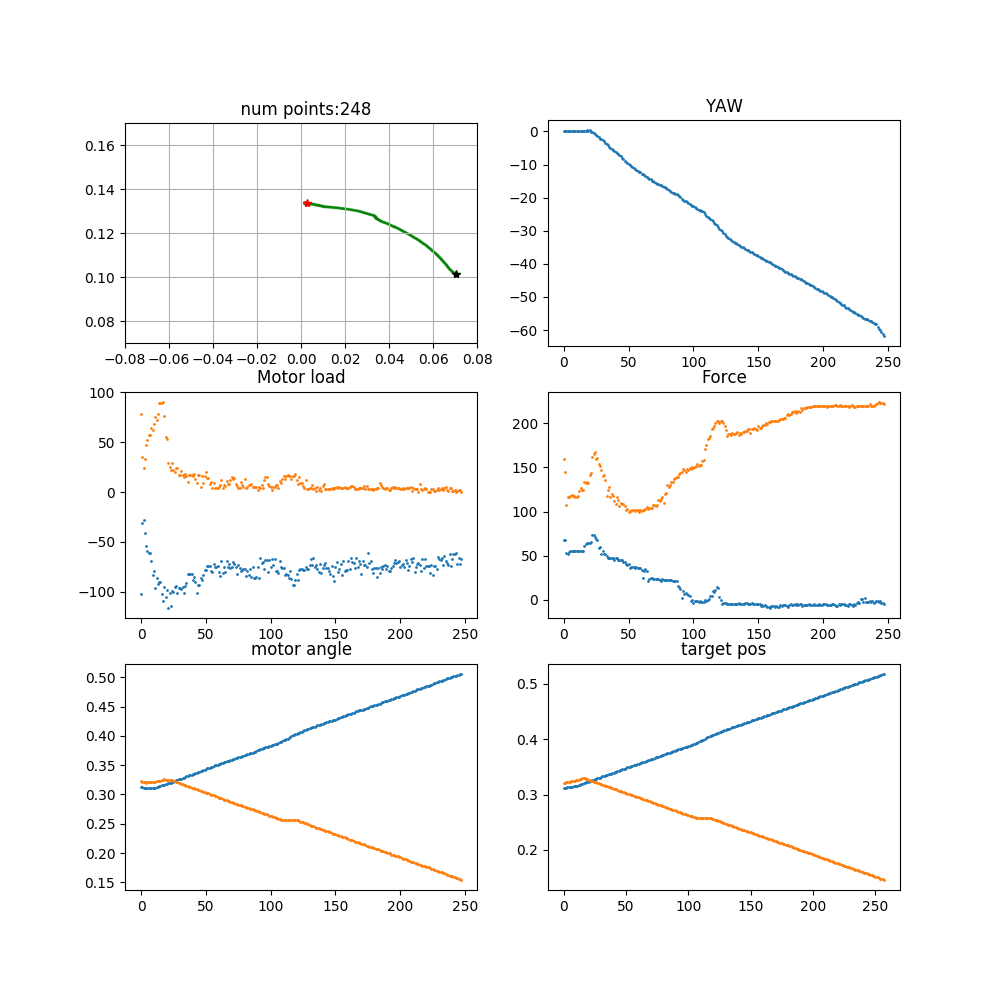 num points:248
YAW
0.16
0.14
0.12
0.10
0.08
−0.08 −0.06 −0.04 −0.02 0.00 0.02 0.04 0.06 0.08
0
−10
−20
−30
−40
−50
−60
0 50 100 150 200 250
Motor load
Force
100
50
0
−50
−100
0 50 100 150 200 250
200
150
100
50
0
0 50 100 150 200 250
motor angle
target pos
0.50
0.45
0.40
0.35
0.30
0.25
0.20
0.15
0 50 100 150 200 250
0.5
0.4
0.3
0.2
0 50 100 150 200 250